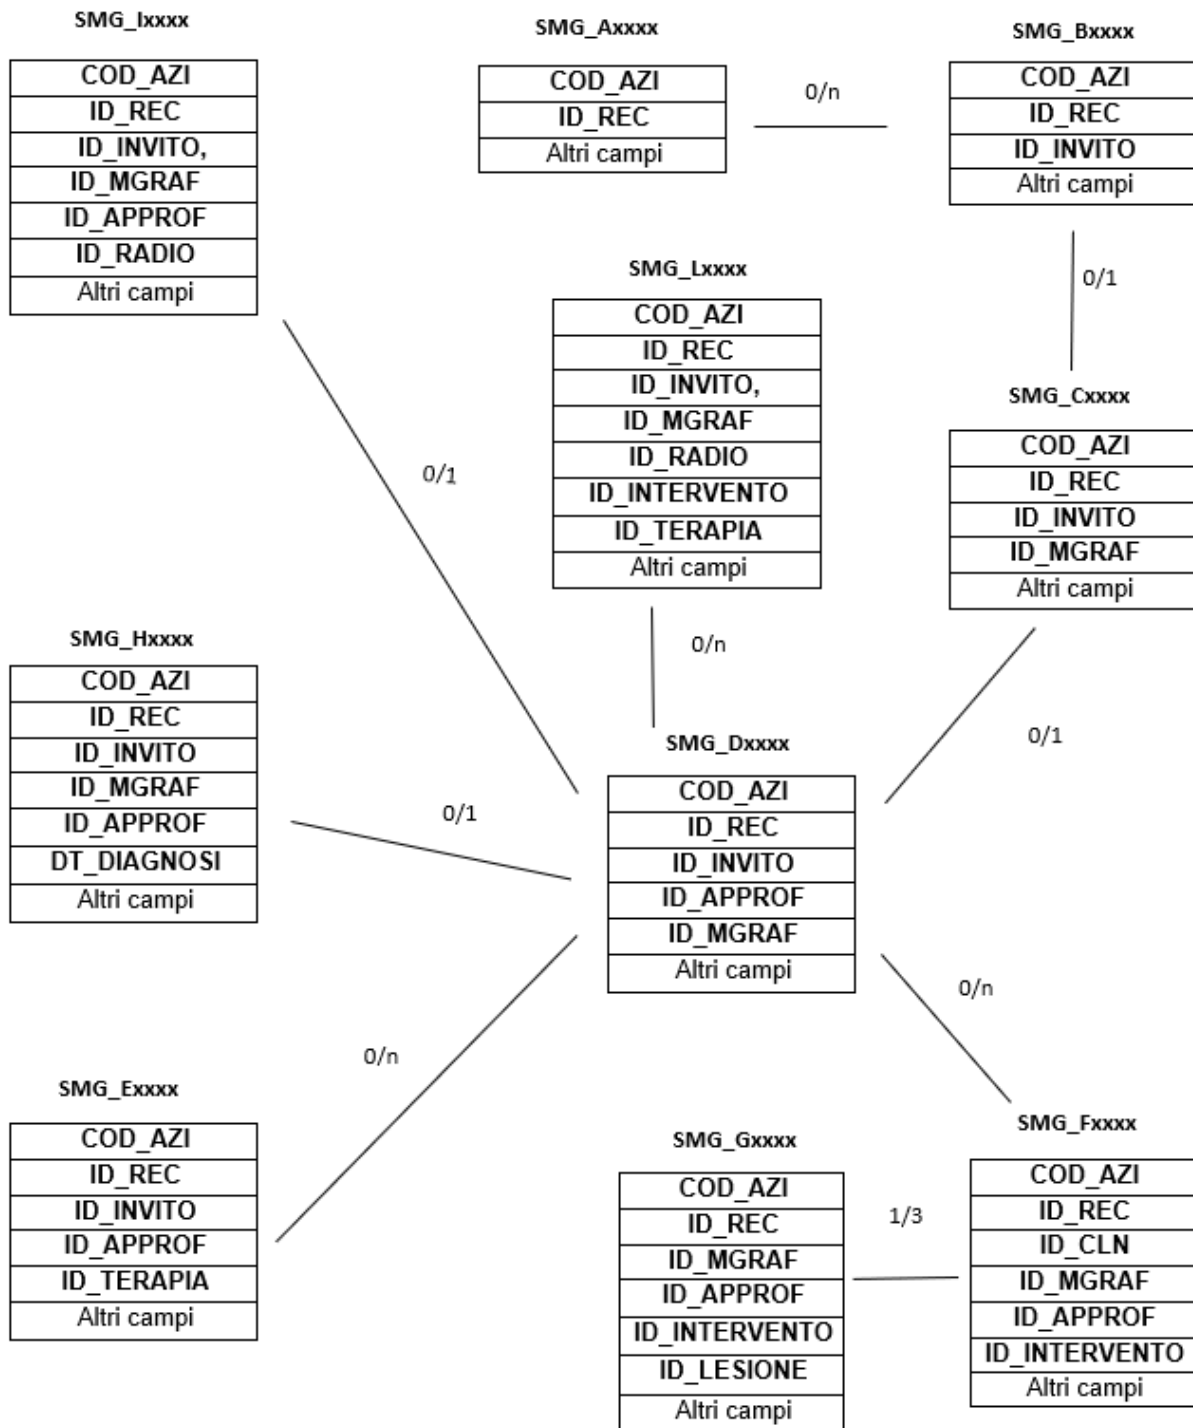 SMG_Ixxxx
COD_AZI
ID_REC
ID_INVITO,
ID_MGRAF
ID_APPROF
ID_RADIO
Altri campi
SMG_Axxxx
COD_AZI
ID_REC
Altri campi
0/n
SMG_Bxxxx
COD_AZI
ID_REC
ID_INVITO
Altri campi
0/1
SMG_Lxxxx
COD_AZI
ID_REC
ID_INVITO,
ID_MGRAF
ID_RADIO
ID_INTERVENTO
ID_TERAPIA
Altri campi
0/1
0/n
SMG_Cxxxx
COD_AZI
ID_REC
ID_INVITO
ID_MGRAF
Altri campi
0/1
SMG_Hxxxx
COD_AZI
ID_REC
ID_INVITO
ID_MGRAF
ID_APPROF
DT_DIAGNOSI
Altri campi
0/1
SMG_Dxxxx
COD_AZI
ID_REC
ID_INVITO
ID_APPROF
ID_MGRAF
Altri campi
0/n
0/n
SMG_Exxxx
COD_AZI
ID_REC
ID_INVITO
ID_APPROF
ID_TERAPIA
Altri campi
SMG_Gxxxx
COD_AZI
ID_REC
ID_MGRAF
ID_APPROF
ID_INTERVENTO
ID_LESIONE
Altri campi
1/3
SMG_Fxxxx
COD_AZI
ID_REC
ID_CLN
ID_MGRAF
ID_APPROF
ID_INTERVENTO
Altri campi